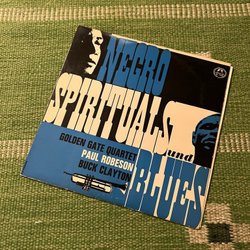 NEGRO
SPIRITUALS
und
BLUES
GOLDEN GATE QUARTET
PAUL ROBESON
BUCK CLAYTON